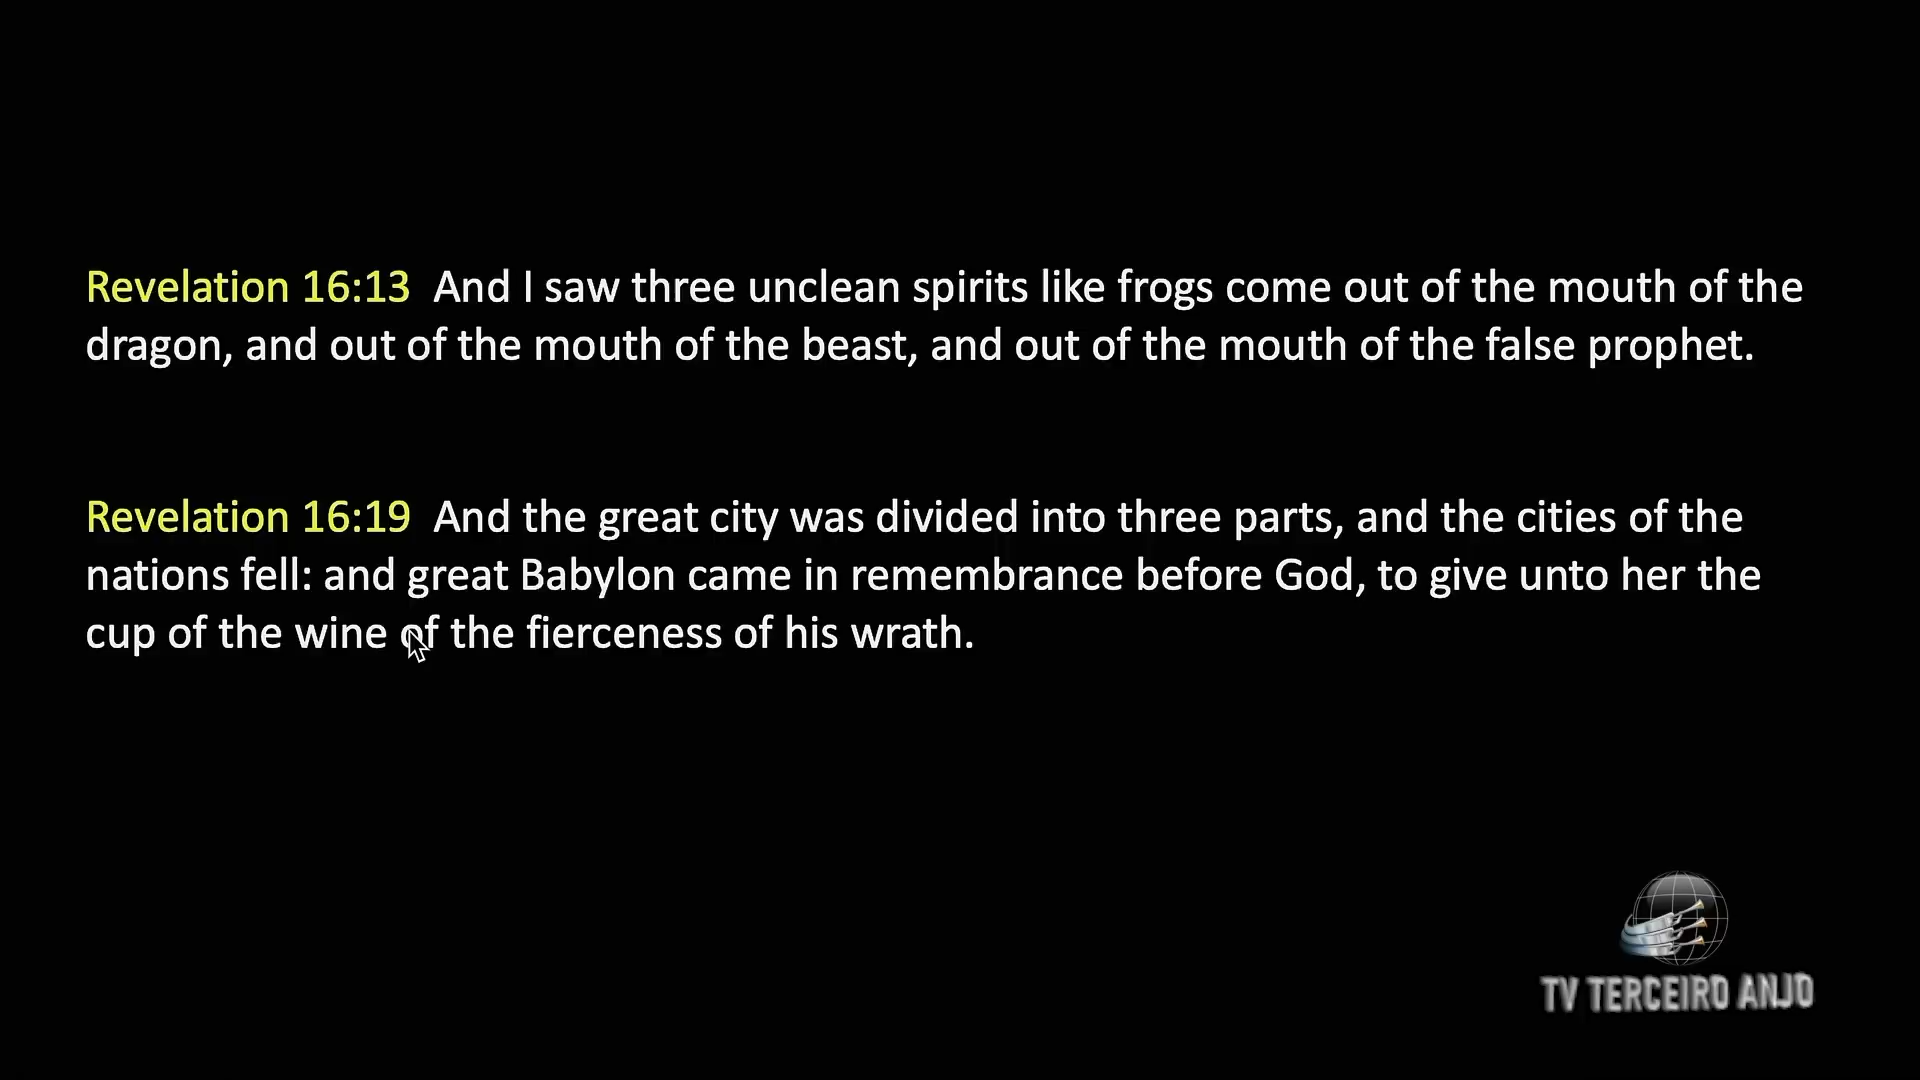 Revelation 16:13  And I saw three unclean spirits like frogs come out of the mouth of the
dragon, and out of the mouth of the beast, and out of the mouth of the false prophet.
Revelation 16:19  And the great city was divided into three parts, and the cities of the
nations fell: and great Babylon came in remembrance before God, to give unto her the
cup of the wine of the fierceness of his wrath.
TV TERCEIRO ANJO